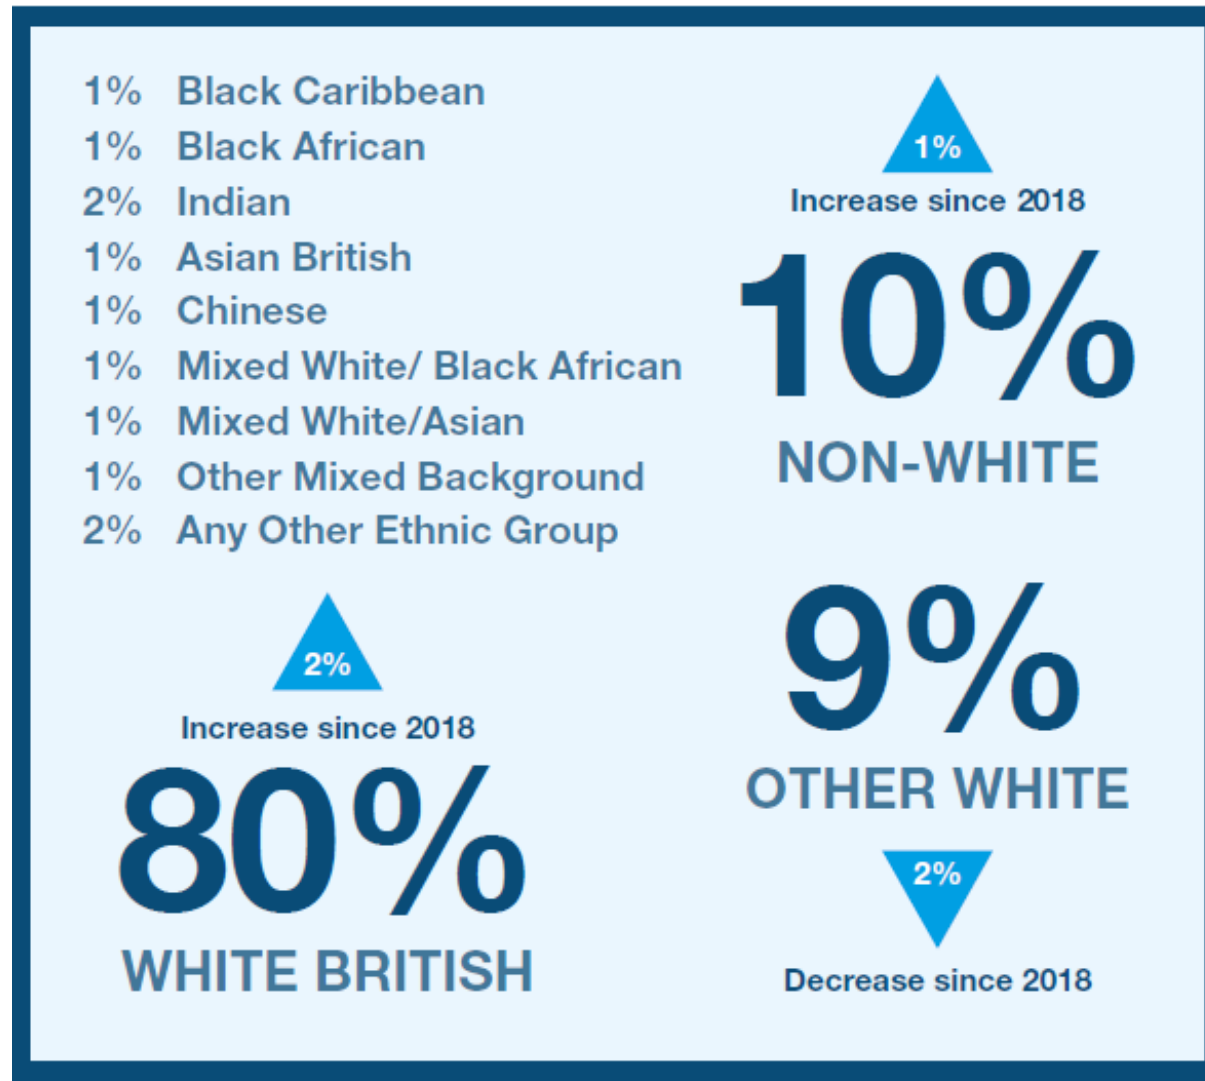 1% Black Caribbean
1% Black African
2% Indian
1% Asian British
1% Chinese
1% Mixed White/ Black African
1% Mixed White/Asian
1% Other Mixed Background
2% Any Other Ethnic Group
1%
Increase since 2018
10%
NON-WHITE
2%
Increase since 2018
80%
WHITE BRITISH
9%
OTHER WHITE
2%
Decrease since 2018